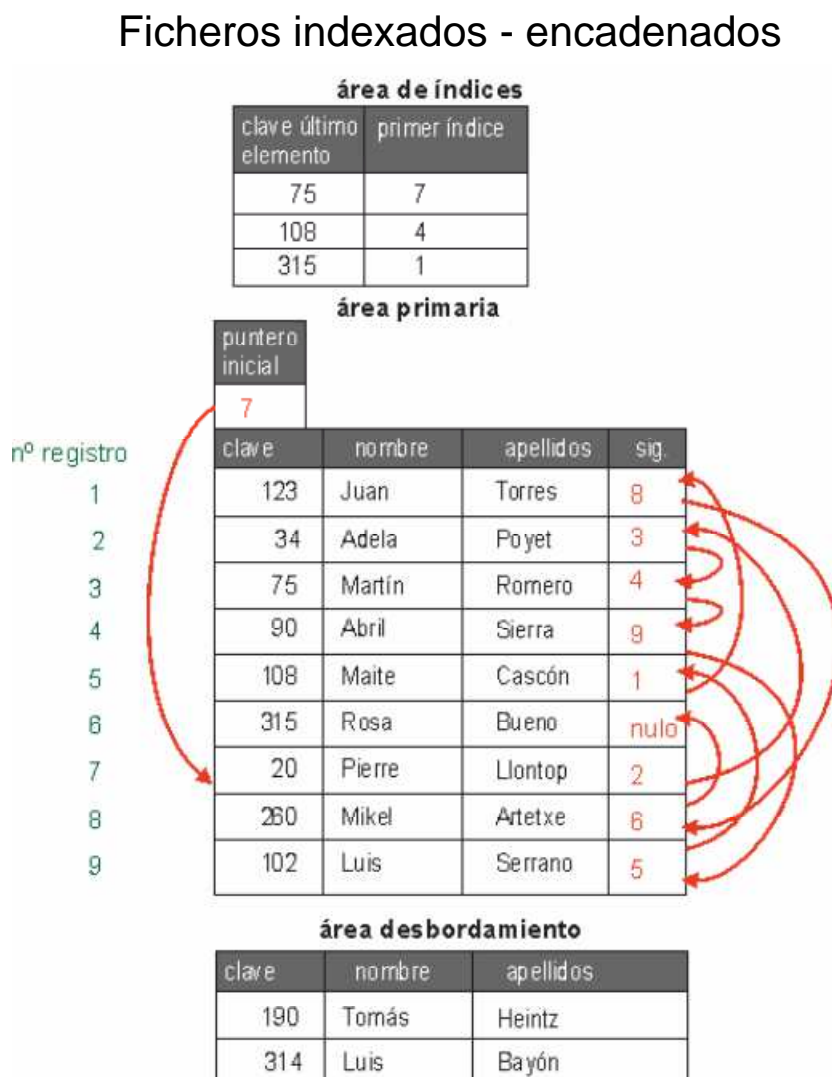 Ficheros indexados - encadenados
área de índices
clave último elemento primer índice
75 7
108 4
315 1
área primaria
puntero inicial
7
nº registro clave nombre apellidos sig.
1 123 Juan Torres 8
2 34 Adela Poyet 3
3 75 Martín Romero 4
4 90 Abril Sierra 9
5 108 Maite Cascón 1
6 315 Rosa Bueno nulo
7 20 Pierre Llontop 2
8 260 Mikel Artetxe 6
9 102 Luis Serrano 5
área desbordamiento
clave nombre apellidos
190 Tomás Heintz
314 Luis Bayón